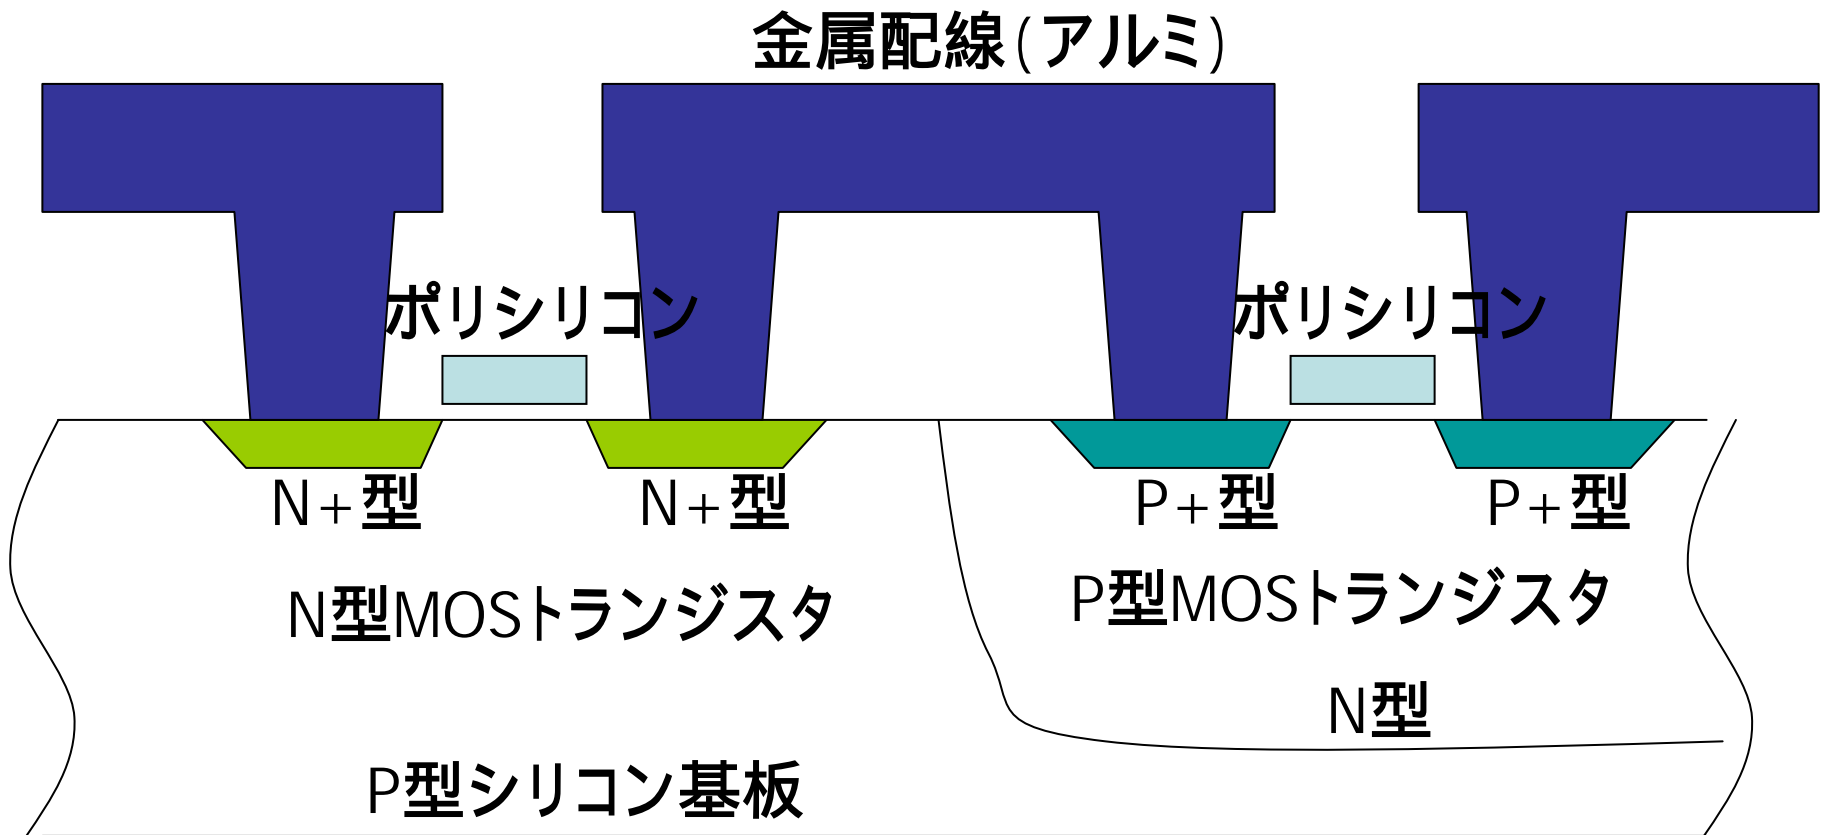 金属配線(アルミ)
ポリシリコン
ポリシリコン
N+型
N+型
P+型
P+型
N型MOSトランジスタ
P型MOSトランジスタ
N型
P型シリコン基板